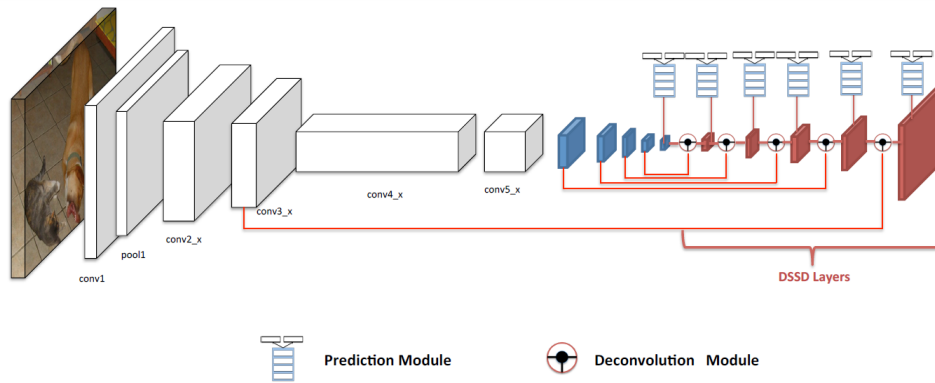 conv1
pool1
conv2_x
conv3_x
conv4_x
conv5_x
DSSD Layers
Prediction Module
Deconvolution Module